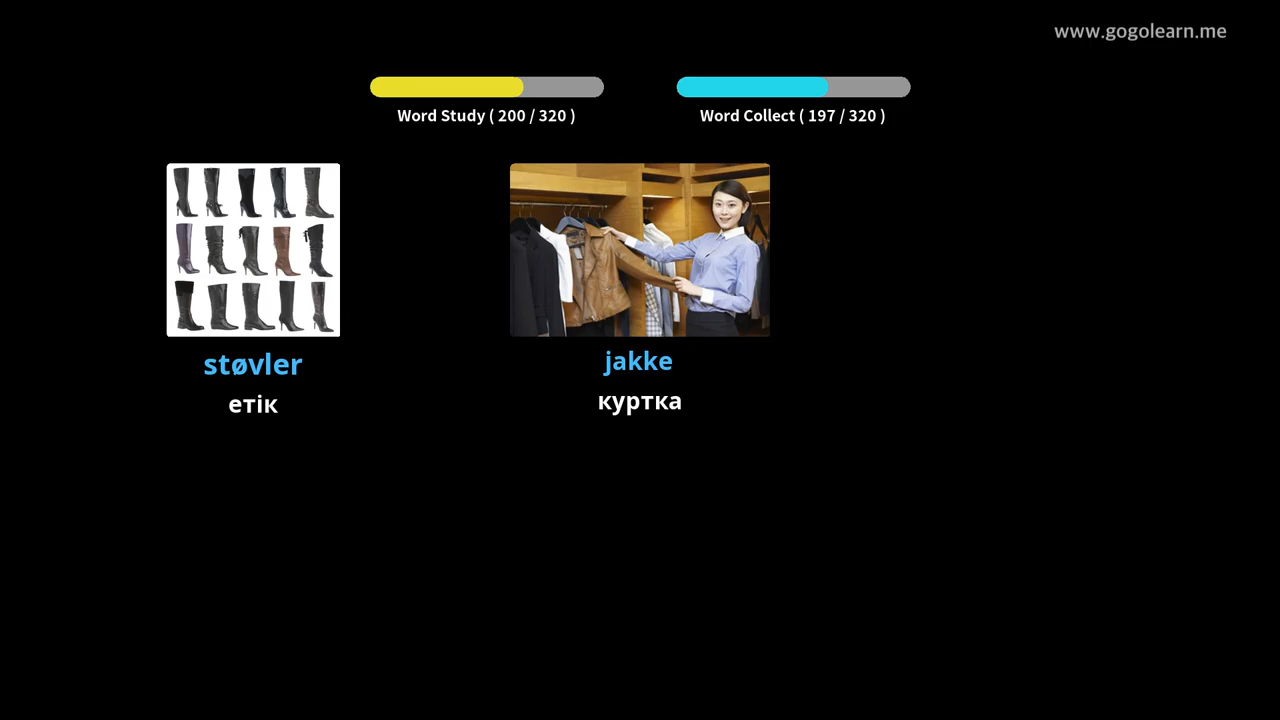 www.gogolearn.me
Word Study ( 200 / 320 )
Word Collect ( 197 / 320 )
støvler
етік
jakke
куртка